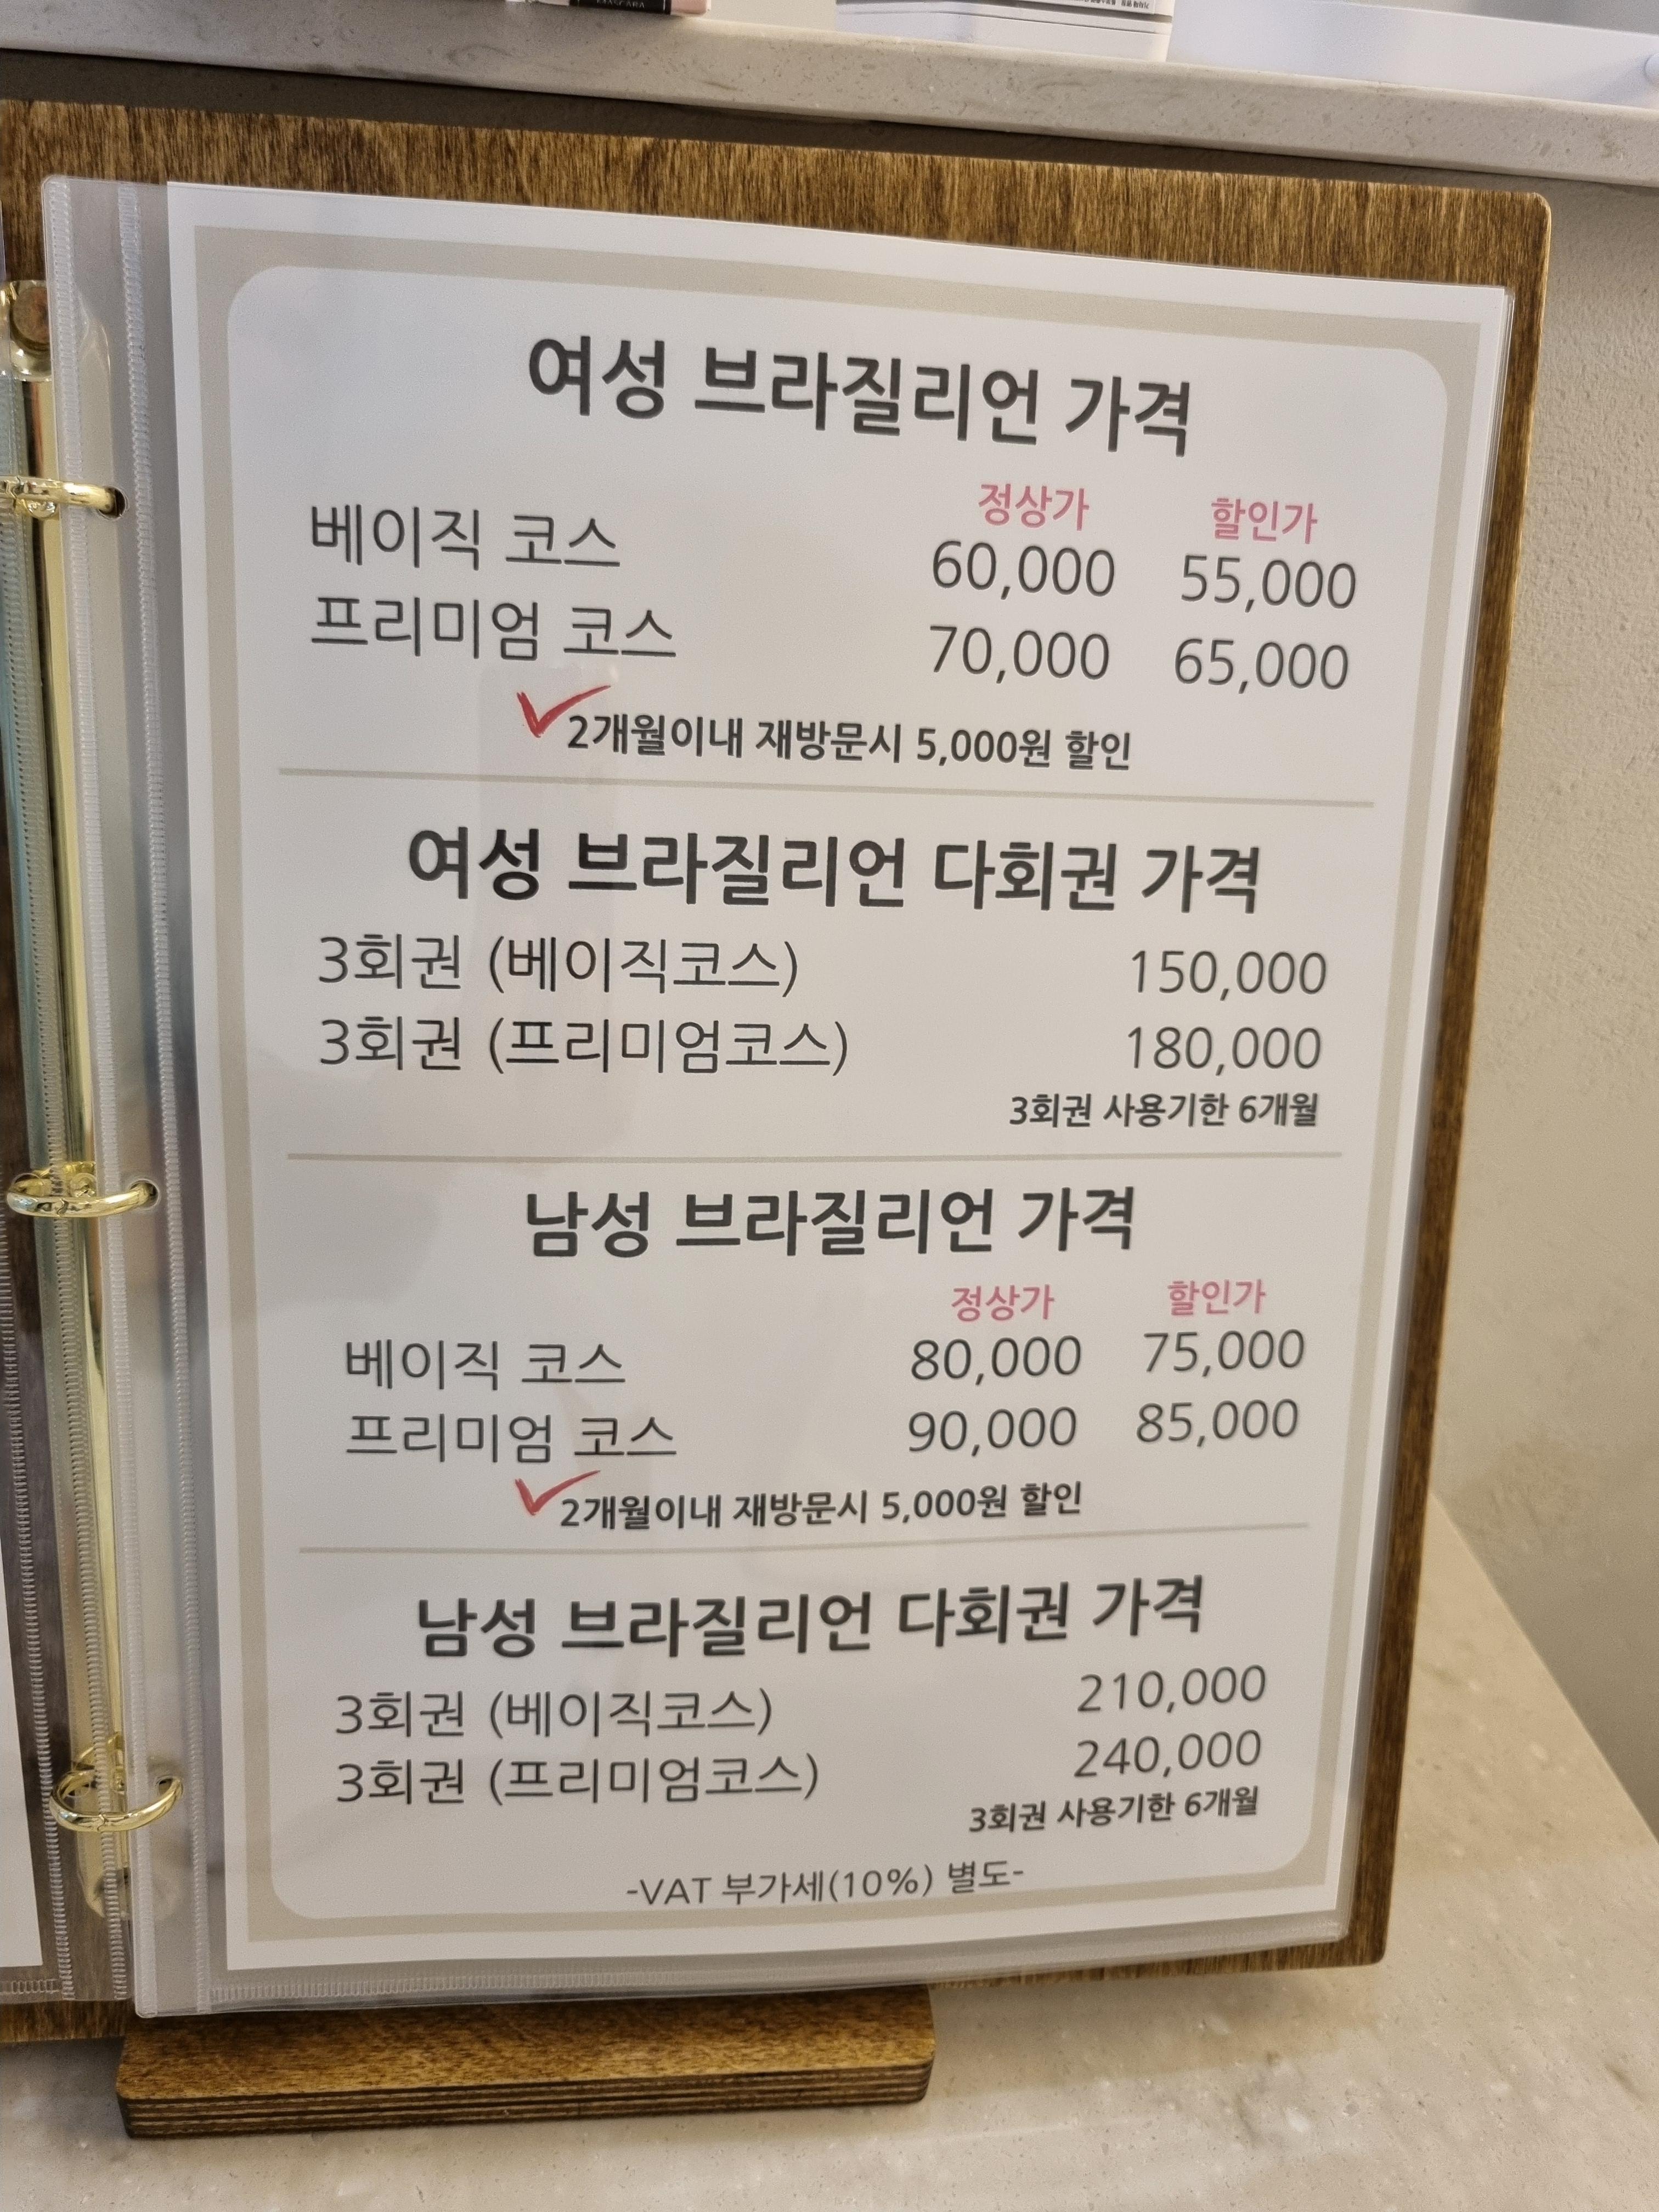 MASCARA
여성 브라질리언 가격
정상가 할인가
베이직 코스 60,000 55,000
프리미엄 코스 70,000 65,000
2개월이내 재방문시 5,000원 할인
여성 브라질리언 다회권 가격
3회권 (베이직코스) 150,000
3회권 (프리미엄코스) 180,000
3회권 사용기한 6개월
남성 브라질리언 가격
정상가 할인가
베이직 코스 80,000 75,000
프리미엄 코스 90,000 85,000
2개월이내 재방문시 5,000원 할인
남성 브라질리언 다회권 가격
3회권 (베이직코스) 210,000
3회권 (프리미엄코스) 240,000
3회권 사용기한 6개월
-VAT 부가세(10%) 별도-